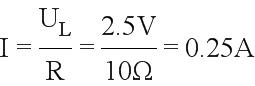 I = U_L / R = 2.5V / 10Ω = 0.25A